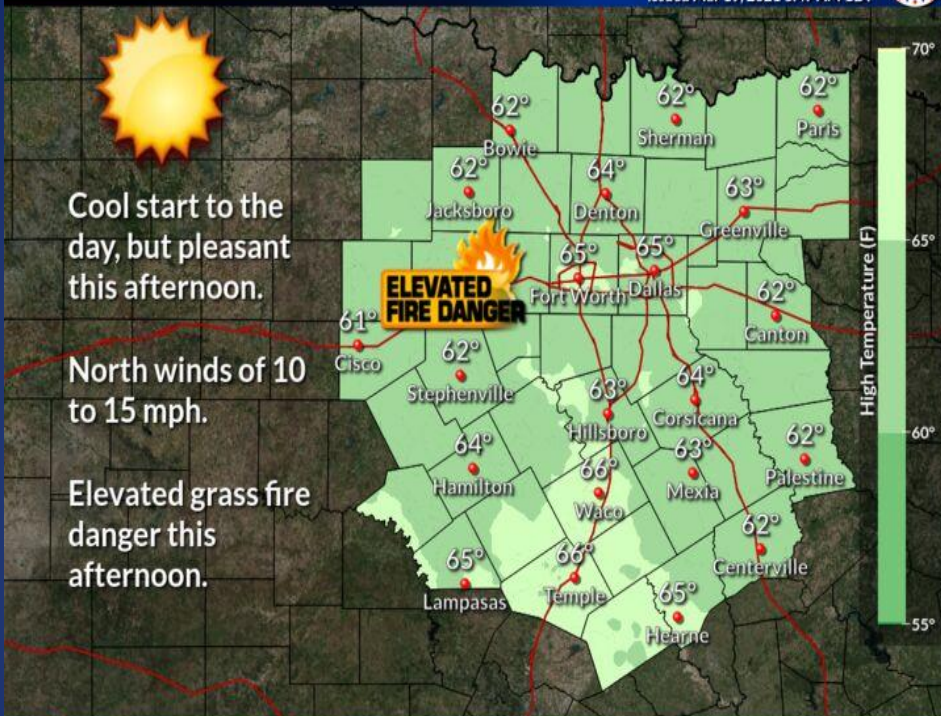 Cool start to the
day, but pleasant
this afternoon.
North winds of 10
to 15 mph.
Elevated grass fire
danger this
afternoon.
62°
Bowie
62°
Sherman
62°
Paris
62°
Jacksboro
64°
Denton
63°
Greenville
ELEVATED
FIRE DANGER
65°
Fort Worth
65°
Dallas
62°
Canton
61°
Cisco
62°
Stephenville
63°
Hillsboro
64°
Corsicana
64°
Hamilton
66°
Waco
63°
Mexia
62°
Palestine
65°
Lampasas
66°
Temple
65°
Hearne
62°
Centerville
High Temperature (F)
70°
65°
60°
55°